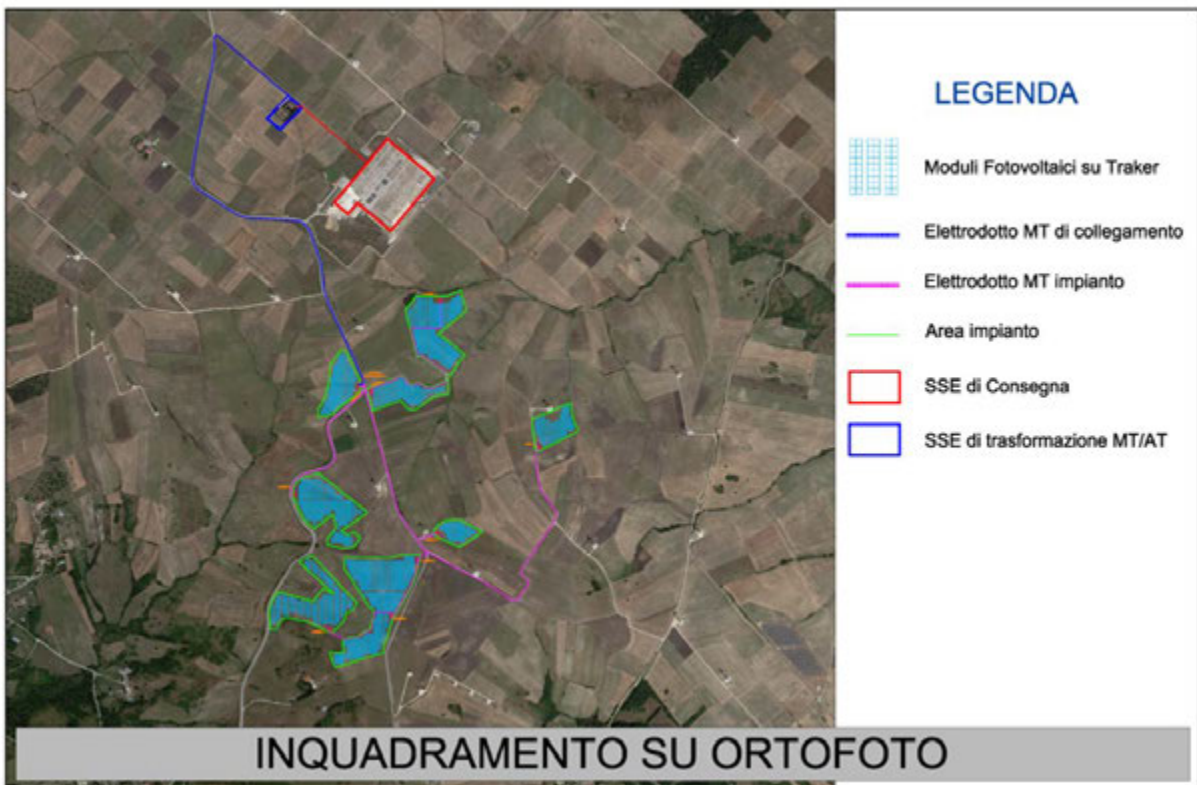 LEGENDA
Moduli Fotovoltaici su Traker
Elettrodotto MT di collegamento
Elettrodotto MT impianto
Area impianto
SSE di Consegna
SSE di trasformazione MT/AT
INQUADRAMENTO SU ORTOFOTO